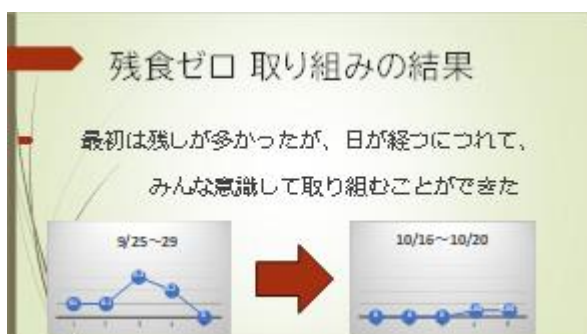 残食ゼロ 取り組みの結果
最初は残しが多かったが、日が経つにつれて、
みんな意識して取り組むことができた
9/25～29
10/16～10/20